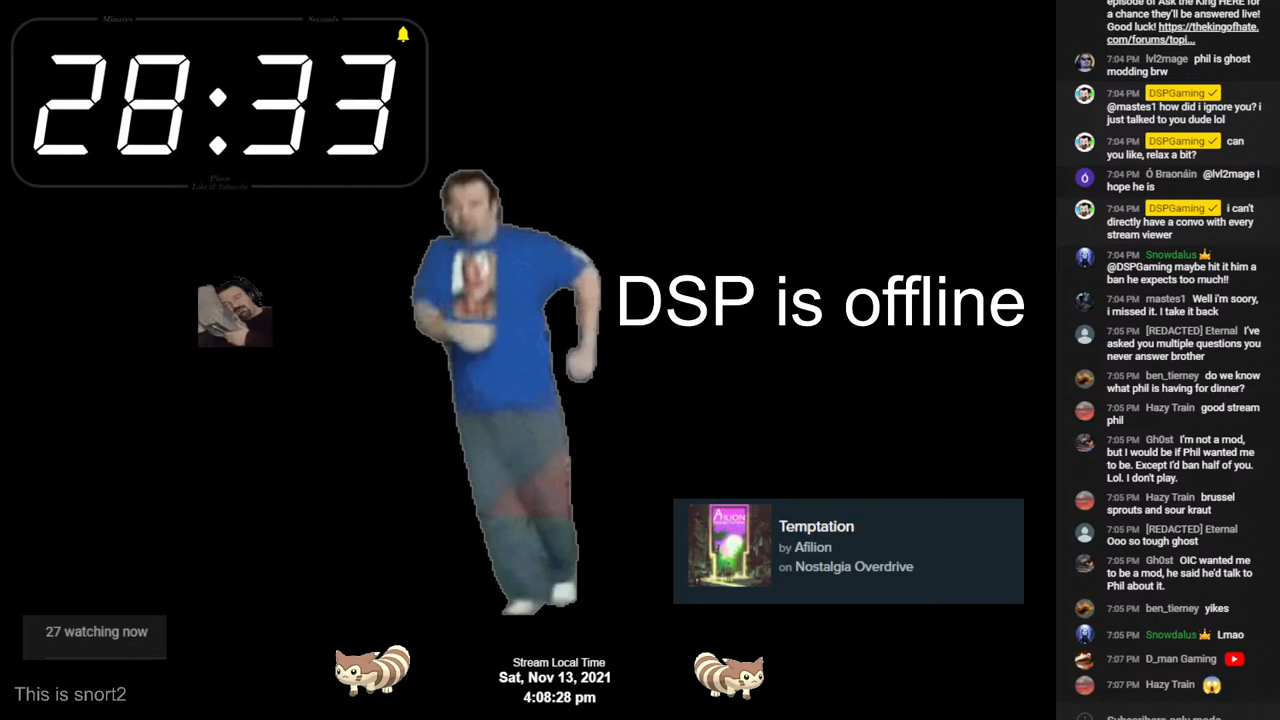 Minutes
Seconds
28:33
Please
Like & Subscribe
DSP is offline
AFILION
Temptation
by Afilion
on Nostalgia Overdrive
27 watching now
This is snort2
Stream Local Time
Sat, Nov 13, 2021
4:08:28 pm
episode of Ask the King HERE for
a chance they'll be answered live!
Good luck! https://thekingofhate.
com/forums/topi...
7:04 PM lvl2mage phil is ghost
modding brw
7:04 PM DSPGaming ✓
@mastes1 how did i ignore you? i
just talked to you dude lol
7:04 PM DSPGaming ✓ can
you like, relax a bit?
ó
7:04 PM Ó Braonáin @lvl2mage I
hope he is
7:04 PM DSPGaming ✓ i can't
directly have a convo with every
stream viewer
7:04 PM Snowdalus
@DSPGaming maybe hit it him a
ban he expects too much!!
7:04 PM mastes1 Well i'm soory,
i missed it. I take it back
7:05 PM [REDACTED] Eternal I've
asked you multiple questions you
never answer brother
7:05 PM ben_tierney do we know
what phil is having for dinner?
7:05 PM Hazy Train good stream
phil
7:05 PM Gh0st I'm not a mod,
but I would be if Phil wanted me
to be. Except I'd ban half of you.
Lol. I don't play.
7:05 PM Hazy Train brussel
sprouts and sour kraut
7:05 PM [REDACTED] Eternal
Ooo so tough ghost
7:05 PM Gh0st OIC wanted me
to be a mod, he said he'd talk to
Phil about it.
7:05 PM ben_tierney yikes
7:05 PM Snowdalus 👑 Lmao
7:07 PM D_man Gaming
7:07 PM Hazy Train 😱
Subscribers-only mode